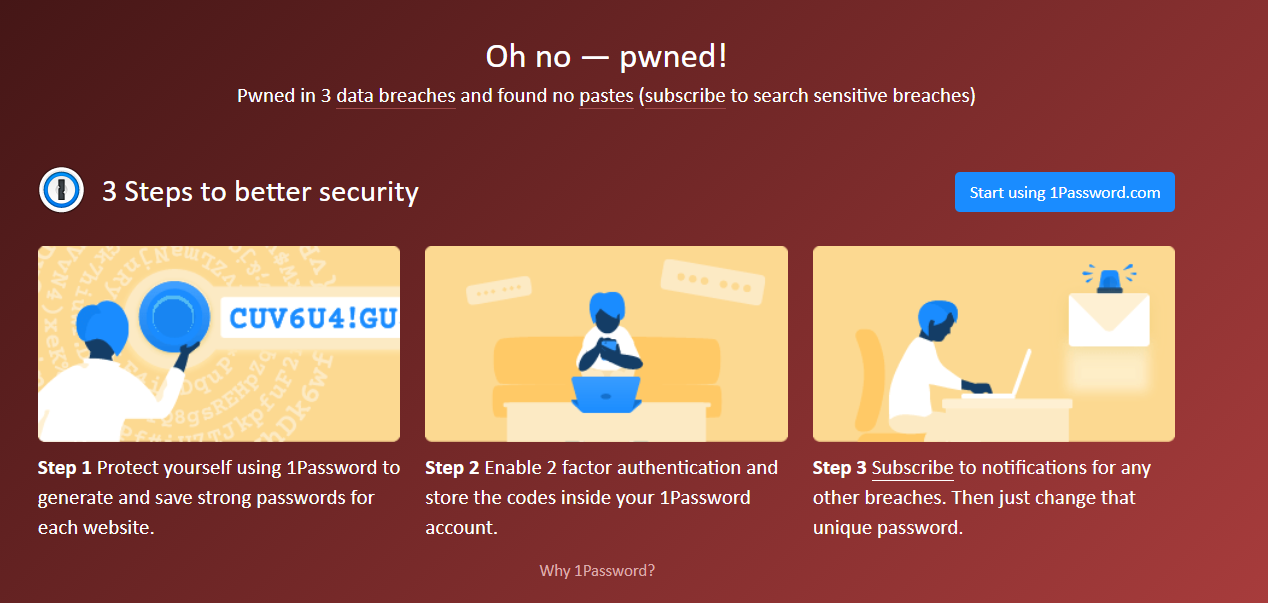 Oh no — pwned!
Pwned in 3 data breaches and found no pastes (subscribe to search sensitive breaches)
3 Steps to better security
Start using 1Password.com
CUV6U4!GU
Step 1 Protect yourself using 1Password to
generate and save strong passwords for
each website.
Step 2 Enable 2 factor authentication and
store the codes inside your 1Password
account.
Step 3 Subscribe to notifications for any
other breaches. Then just change that
unique password.
Why 1Password?